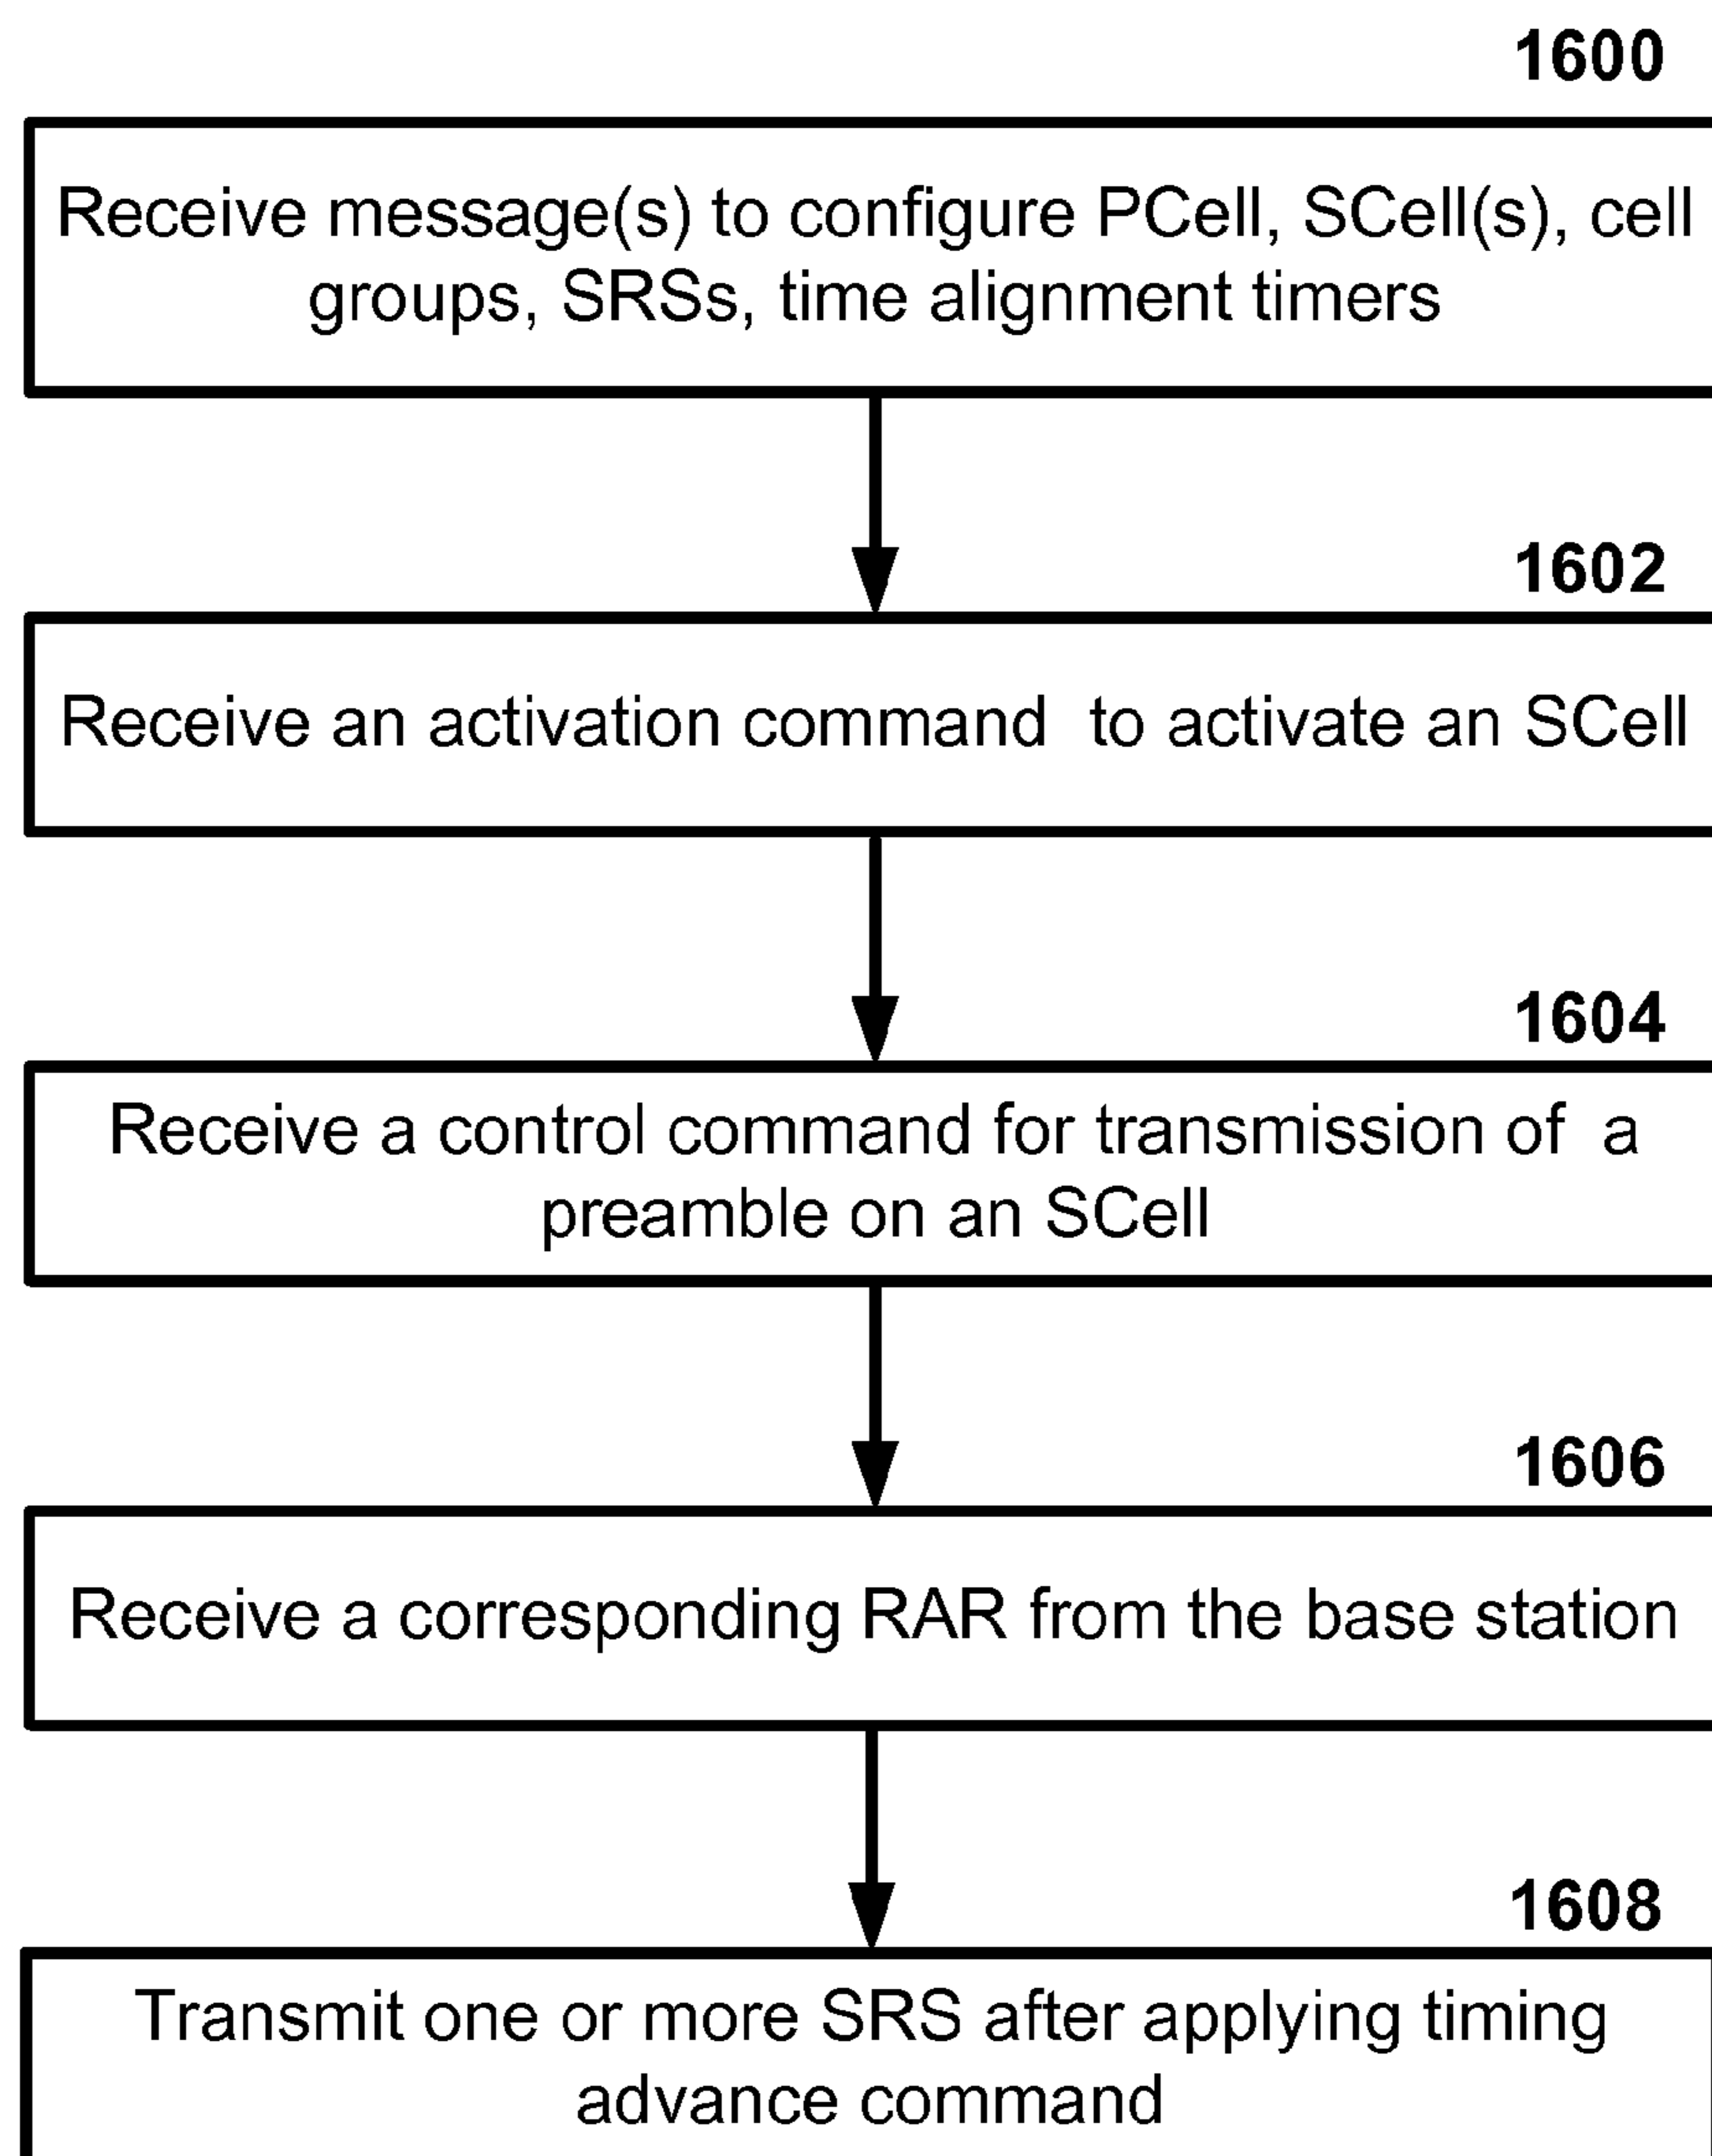 1600
Receive message(s) to configure PCell, SCell(s), cell
groups, SRSs, time alignment timers
1602
Receive an activation command to activate an SCell
1604
Receive a control command for transmission of a
preamble on an SCell
1606
Receive a corresponding RAR from the base station
1608
Transmit one or more SRS after applying timing
advance command